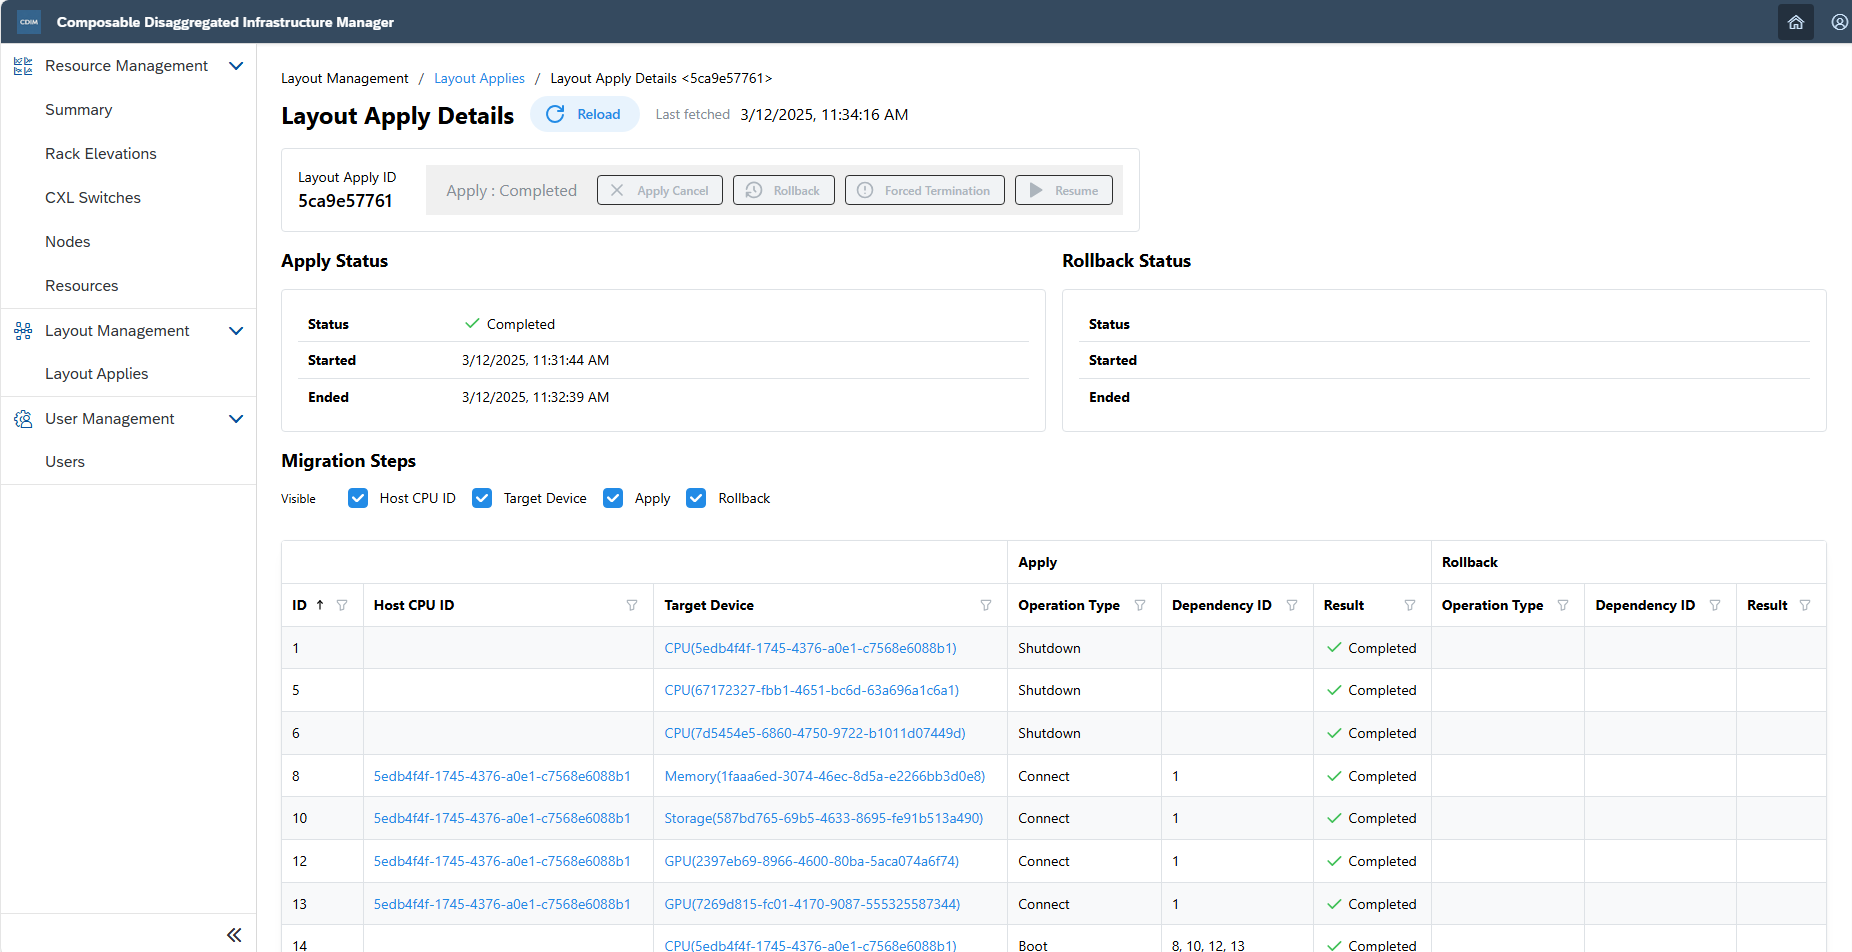 CDIM Composable Disaggregated Infrastructure Manager
Resource Management
Summary
Rack Elevations
CXL Switches
Nodes
Resources
Layout Management
Layout Applies
User Management
Users
Layout Management / Layout Applies / Layout Apply Details <5ca9e57761>
Layout Apply Details Reload Last fetched 3/12/2025, 11:34:16 AM
Layout Apply ID
5ca9e57761
Apply : Completed Apply Cancel Rollback Forced Termination Resume
Apply Status
Status Completed
Started 3/12/2025, 11:31:44 AM
Ended 3/12/2025, 11:32:39 AM
Rollback Status
Status
Started
Ended
Migration Steps
Visible Host CPU ID Target Device Apply Rollback
Apply Rollback
ID Host CPU ID Target Device Operation Type Dependency ID Result Operation Type Dependency ID Result
1 CPU(5edb4f4f-1745-4376-a0e1-c7568e6088b1) Shutdown Completed
5 CPU(67172327-fbb1-4651-bc6d-63a696a1c6a1) Shutdown Completed
6 CPU(7d5454e5-6860-4750-9722-b1011d07449d) Shutdown Completed
8 5edb4f4f-1745-4376-a0e1-c7568e6088b1 Memory(1faaa6ed-3074-46ec-8d5a-e2266bb3d0e8) Connect 1 Completed
10 5edb4f4f-1745-4376-a0e1-c7568e6088b1 Storage(587bd765-69b5-4633-8695-fe91b513a490) Connect 1 Completed
12 5edb4f4f-1745-4376-a0e1-c7568e6088b1 GPU(2397eb69-8966-4600-80ba-5aca074a6f74) Connect 1 Completed
13 5edb4f4f-1745-4376-a0e1-c7568e6088b1 GPU(7269d815-fc01-4170-9087-555325587344) Connect 1 Completed
14 CPU(5edb4f4f-1745-4376-a0e1-c7568e6088b1) Boot 8, 10, 12, 13 Completed